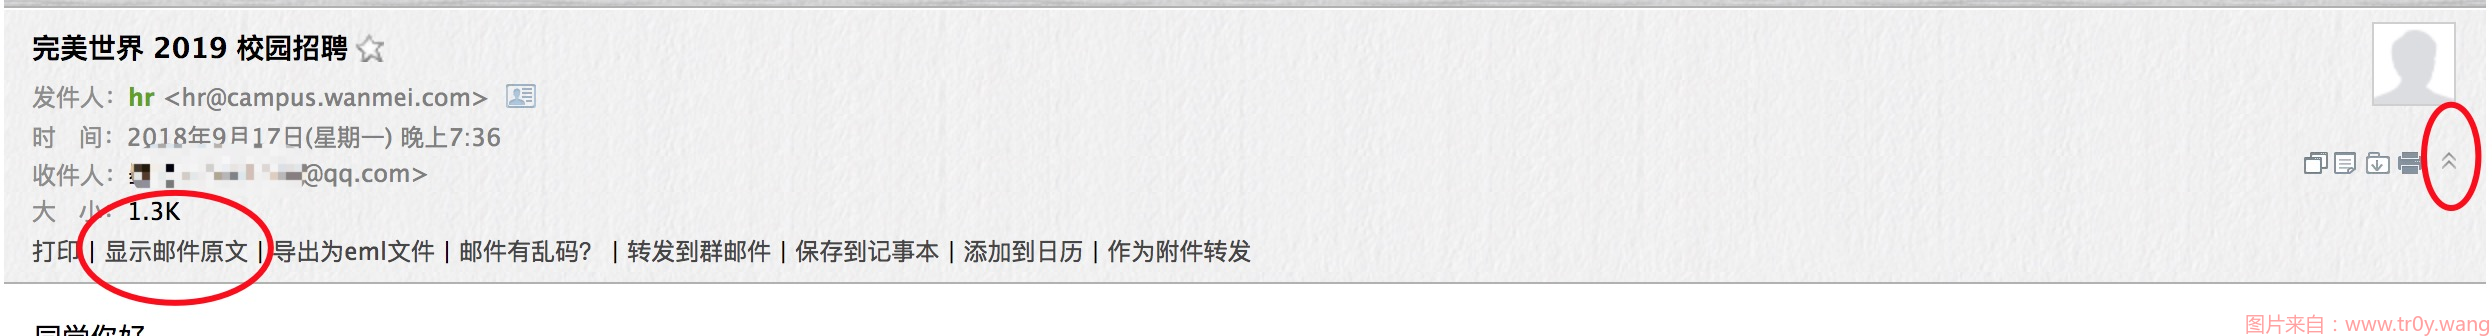 完美世界 2019 校园招聘
发件人：hr <hr@campus.wanmei.com>
时 间：2018年9月17日(星期一) 晚上7:36
收件人：@qq.com>
大 小：1.3K
打印 | 显示邮件原文 | 导出为eml文件 | 邮件有乱码？ | 转发到群邮件 | 保存到记事本 | 添加到日历 | 作为附件转发
同学你好
图片来自：www.tr0y.wang